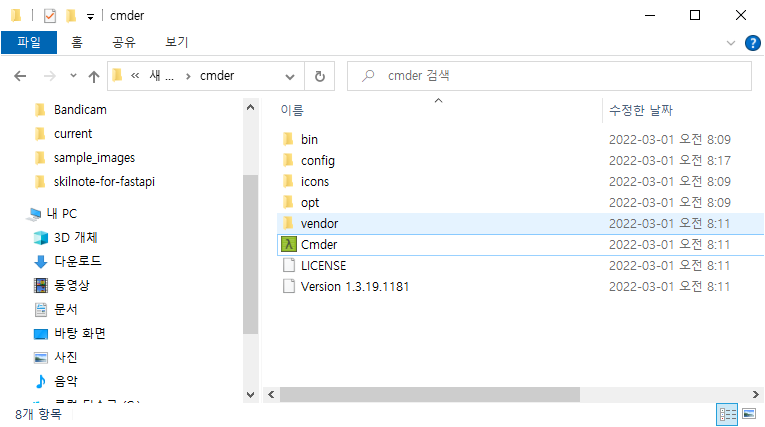 cmder
파일 홈 공유 보기
새 ... cmder
cmder 검색
Bandicam
current
sample_images
skilnote-for-fastapi
내 PC
3D 개체
다운로드
동영상
문서
바탕 화면
사진
음악
이름 수정한 날짜
bin 2022-03-01 오전 8:09
config 2022-03-01 오전 8:17
icons 2022-03-01 오전 8:09
opt 2022-03-01 오전 8:09
vendor 2022-03-01 오전 8:11
Cmder 2022-03-01 오전 8:11
LICENSE 2022-03-01 오전 8:11
Version 1.3.19.1181 2022-03-01 오전 8:11
8개 항목